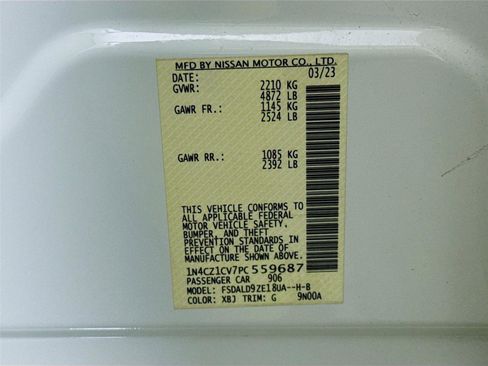 MFD BY NISSAN MOTOR CO., LTD.
DATE: 03/23
GVWR: 2210 KG
4872 LB
GAWR FR.: 1145 KG
2524 LB
GAWR RR.: 1085 KG
2392 LB
THIS VEHICLE CONFORMS TO
ALL APPLICABLE FEDERAL
MOTOR VEHICLE SAFETY,
BUMPER, AND THEFT
PREVENTION STANDARDS IN
EFFECT ON THE DATE OF
MANUFACTURE SHOWN ABOVE.
1N4CZ1CV7PC559687
PASSENGER CAR 906
MODEL: FSDALD9ZE18UA--H-B
COLOR: XBJ TRIM: G 9N00A